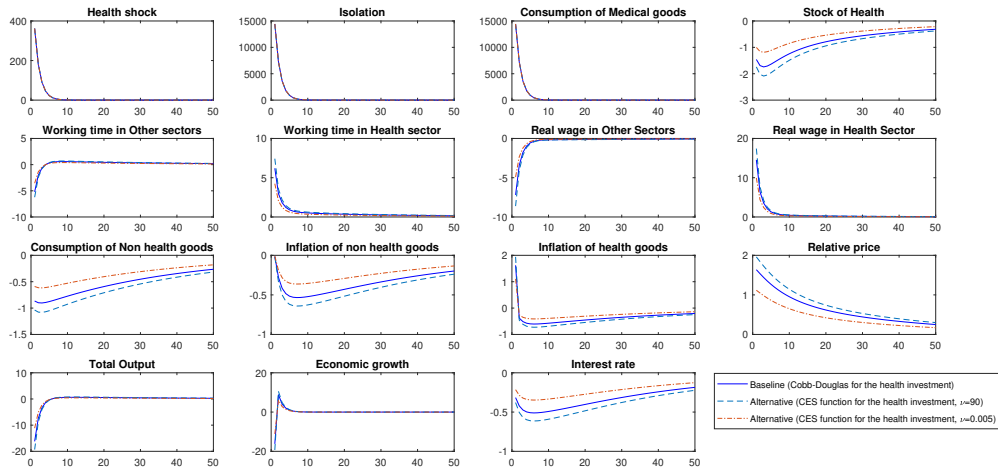 Health shock
400
200
0
10 20 30 40 50
Isolation
15000
10000
5000
0
10 20 30 40 50
Consumption of Medical goods
15000
10000
5000
0
10 20 30 40 50
Stock of Health
0
-1
-2
-3
10 20 30 40 50
Working time in Other sectors
5
0
-5
-10
10 20 30 40 50
Working time in Health sector
10
5
0
10 20 30 40 50
Real wage in Other Sectors
0
-5
-10
10 20 30 40 50
Real wage in Health Sector
20
10
0
10 20 30 40 50
Consumption of Non health goods
0
-0.5
-1
-1.5
10 20 30 40 50
Inflation of non health goods
0
-0.5
-1
10 20 30 40 50
Inflation of health goods
2
1
0
-1
10 20 30 40 50
Relative price
2
1
0
10 20 30 40 50
Total Output
10
0
-10
-20
0 10 20 30 40 50
Economic growth
20
0
-20
0 10 20 30 40 50
Interest rate
0
-0.5
-1
0 10 20 30 40 50
Baseline (Cobb-Douglas for the health investment)
Alternative (CES function for the health investment, ν=90)
Alternative (CES function for the health investment, ν=0.005)